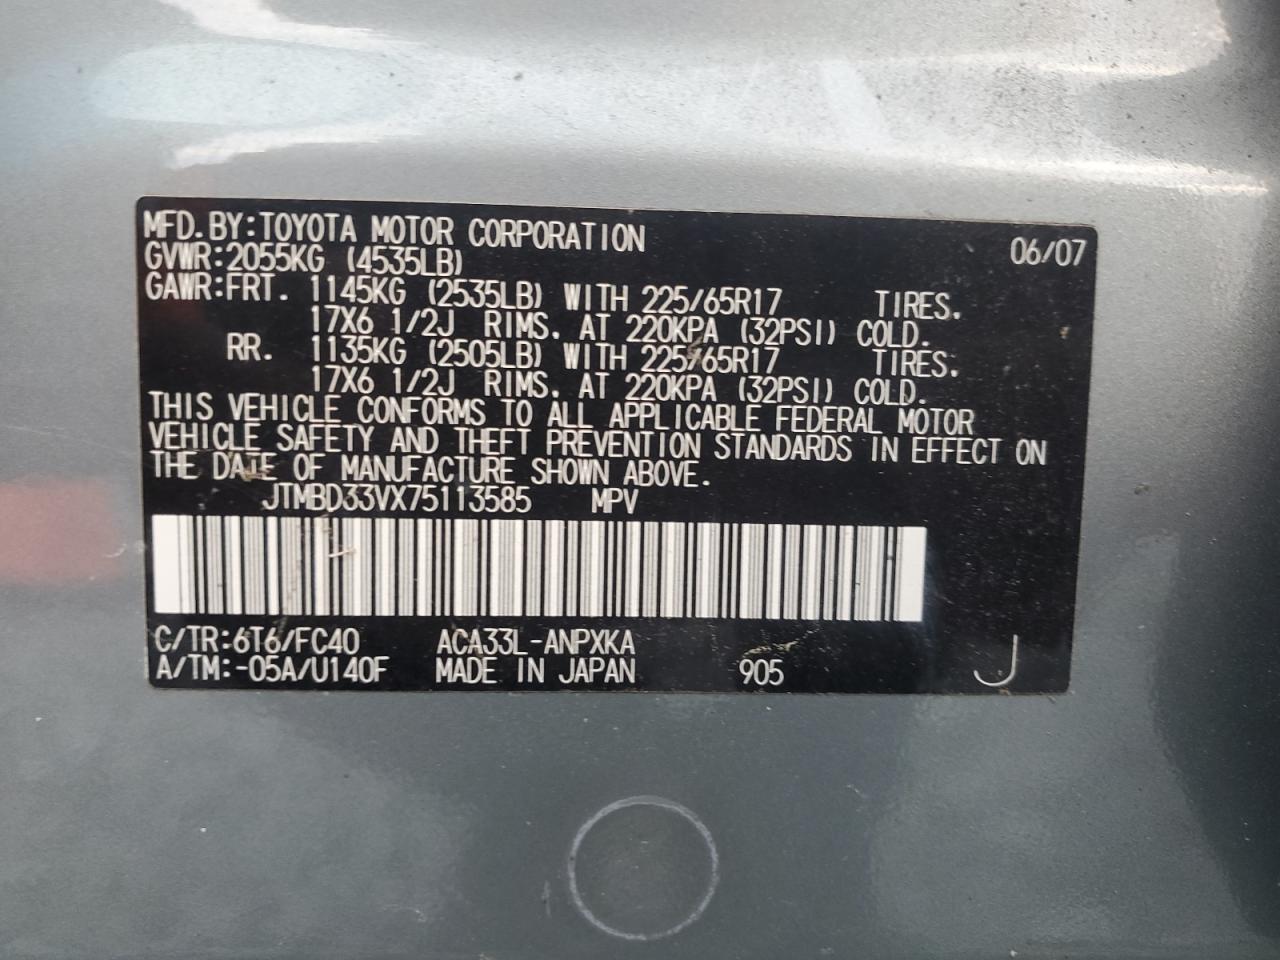 MFD.BY:TOYOTA MOTOR CORPORATION 06/07
GVWR:2055KG (4535LB)
GAWR:FRT. 1145KG (2535LB) WITH 225/65R17 TIRES.
17X6 1/2J RIMS. AT 220KPA (32PSI) COLD.
RR. 1135KG (2505LB) WITH 225/65R17 TIRES.
17X6 1/2J RIMS. AT 220KPA (32PSI) COLD.
THIS VEHICLE CONFORMS TO ALL APPLICABLE FEDERAL MOTOR
VEHICLE SAFETY AND THEFT PREVENTION STANDARDS IN EFFECT ON
THE DATE OF MANUFACTURE SHOWN ABOVE.
JTMBD33VX75113585 MPV
C/TR:6T6/FC40 ACA33L-ANPXKA
A/TM:-05A/U140F MADE IN JAPAN 905 J